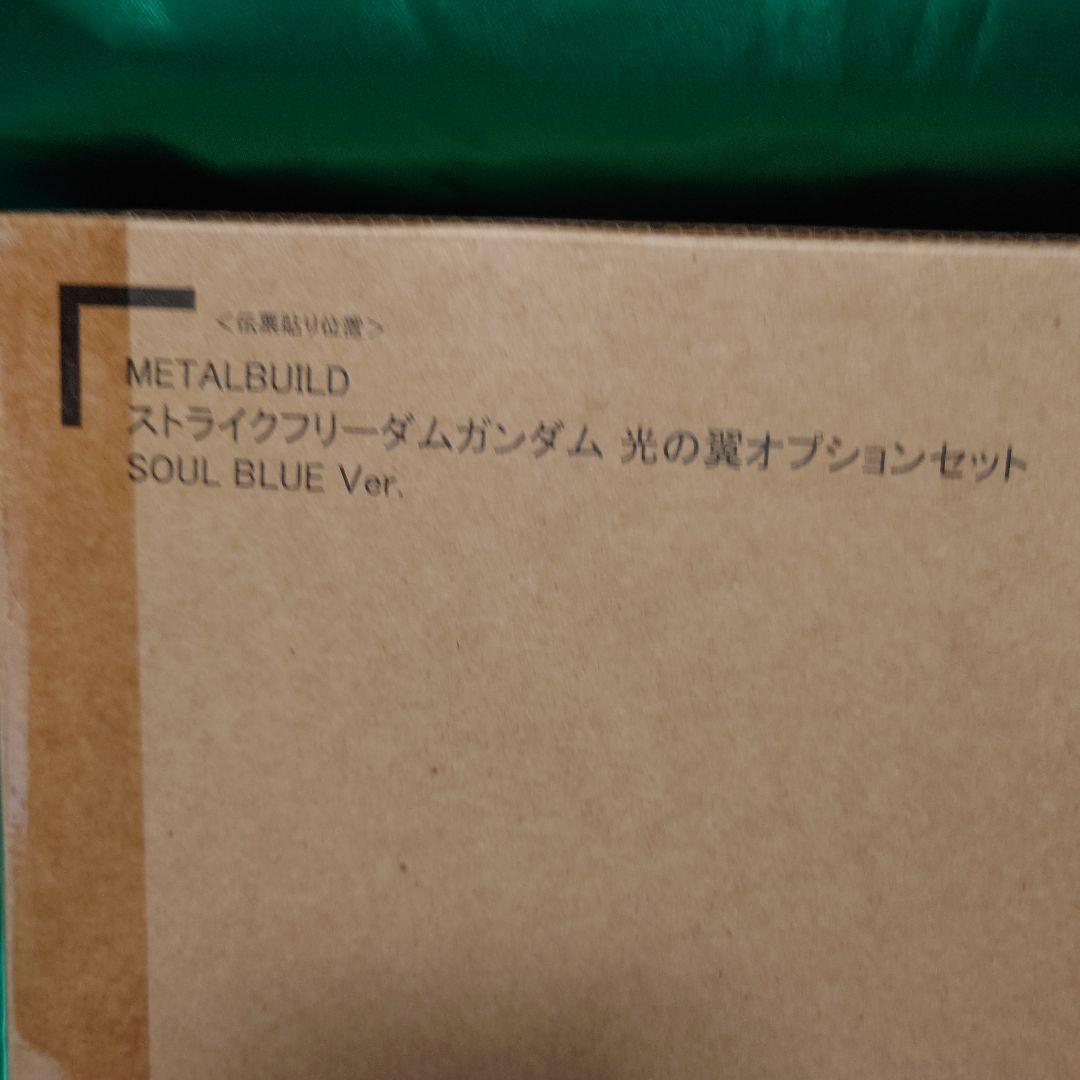 ＜伝票貼り位置＞
METALBUILD
ストライクフリーダムガンダム 光の翼オプションセット
SOUL BLUE Ver.